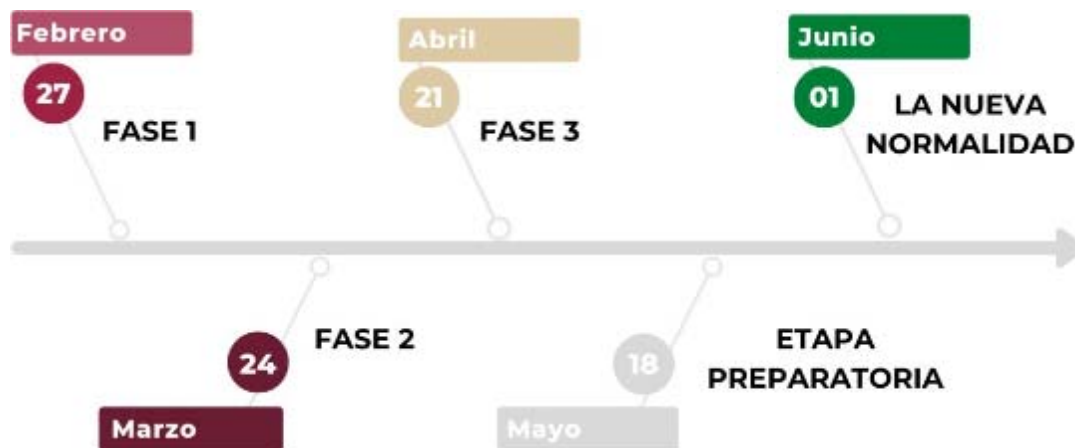 Febrero
27
FASE 1
Marzo
24
FASE 2
Abril
21
FASE 3
Mayo
18
ETAPA
PREPARATORIA
Junio
01
LA NUEVA
NORMALIDAD